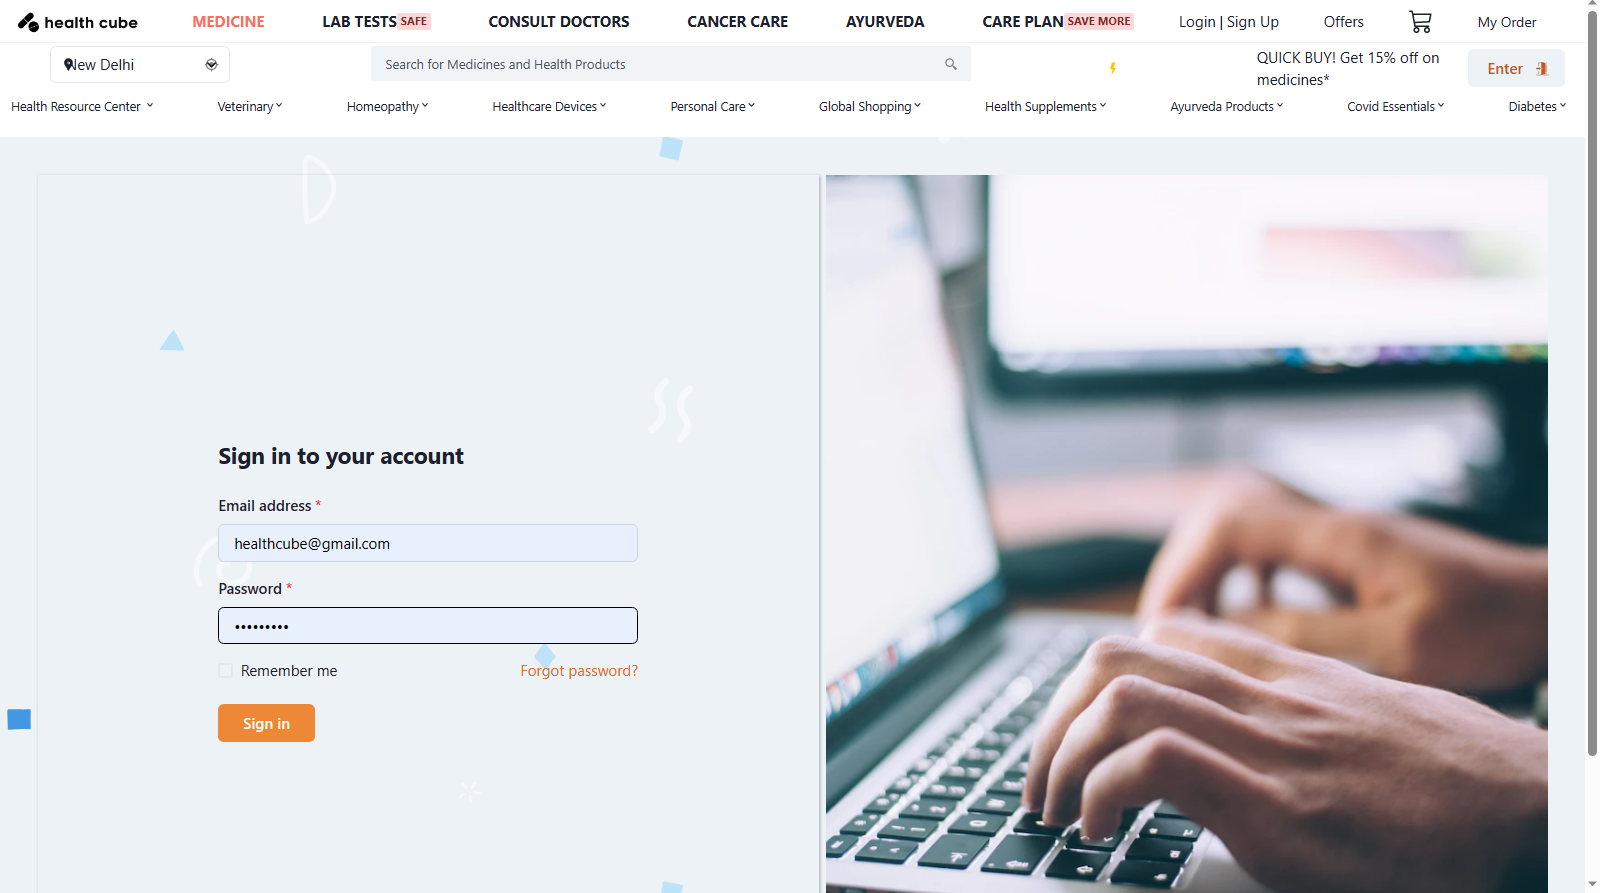 health cube
MEDICINE
LAB TESTS SAFE
CONSULT DOCTORS
CANCER CARE
AYURVEDA
CARE PLAN SAVE MORE
Login | Sign Up
Offers
My Order
New Delhi
Search for Medicines and Health Products
QUICK BUY! Get 15% off on
medicines*
Enter
Health Resource Center
Veterinary
Homeopathy
Healthcare Devices
Personal Care
Global Shopping
Health Supplements
Ayurveda Products
Covid Essentials
Diabetes
Sign in to your account
Email address *
healthcube@gmail.com
Password *
•••••••••
Remember me
Forgot password?
Sign in